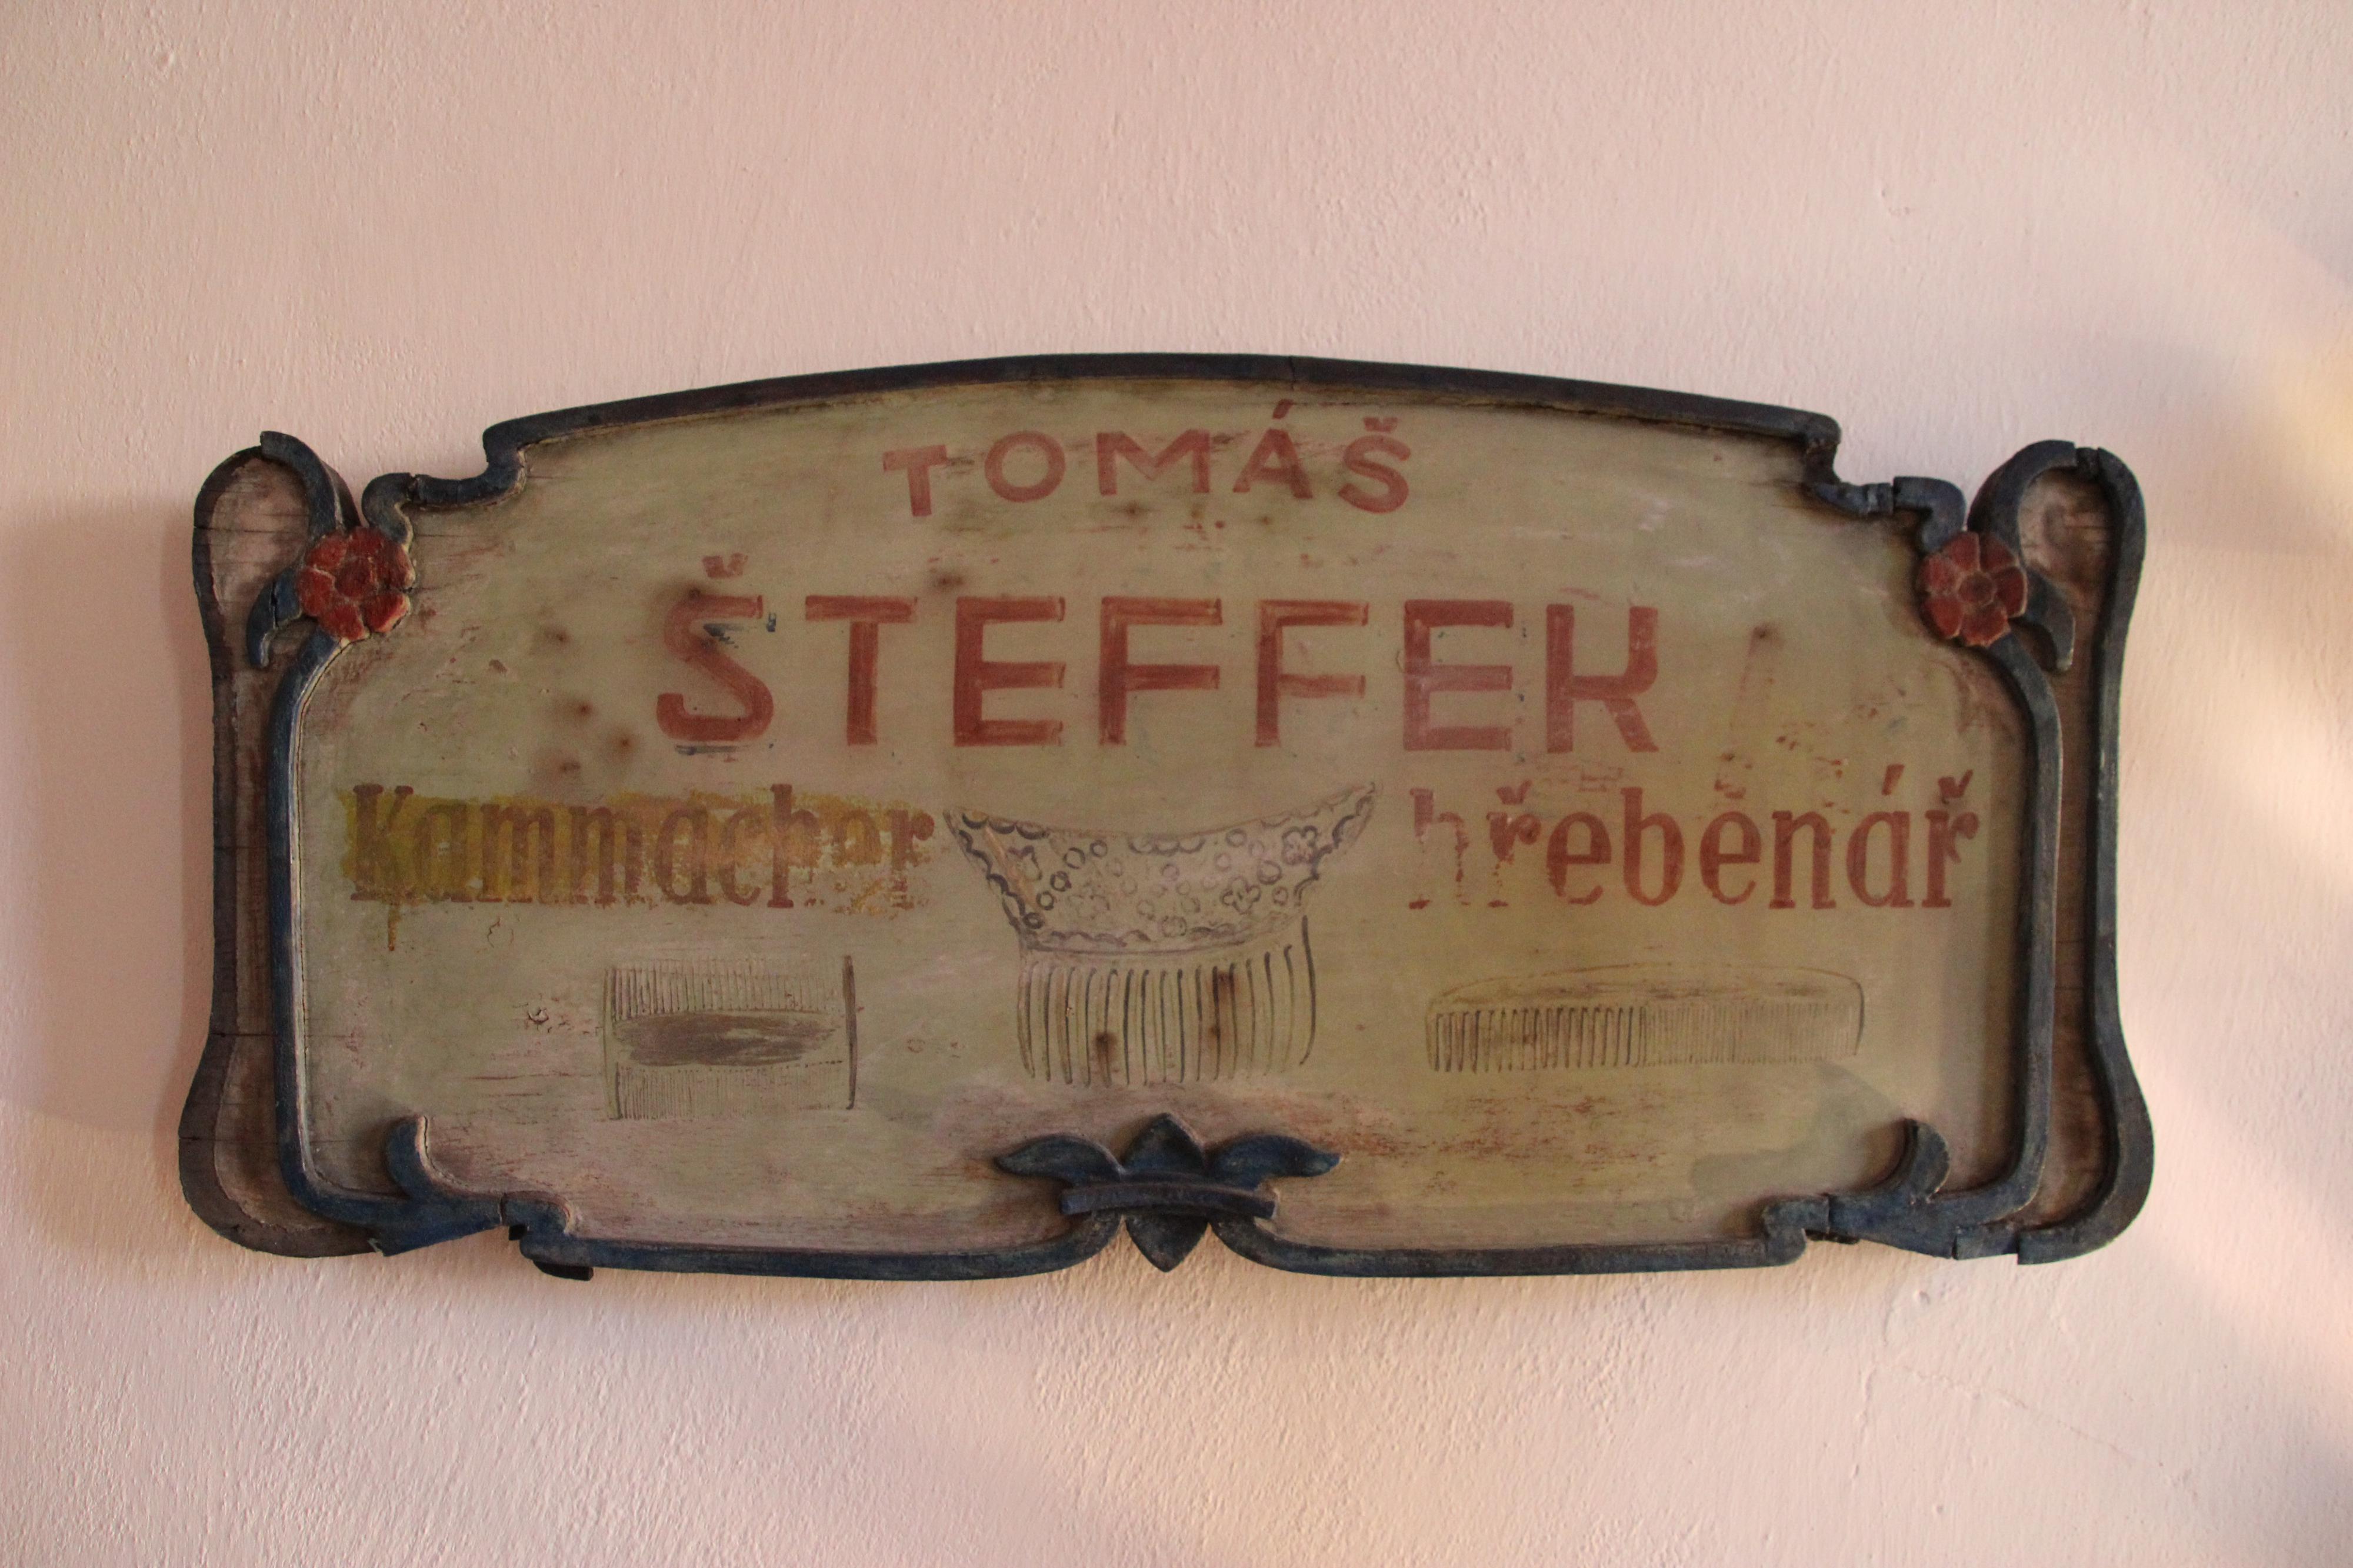 TOMÁŠ
ŠTEFFEK
Kammacher hřebenář